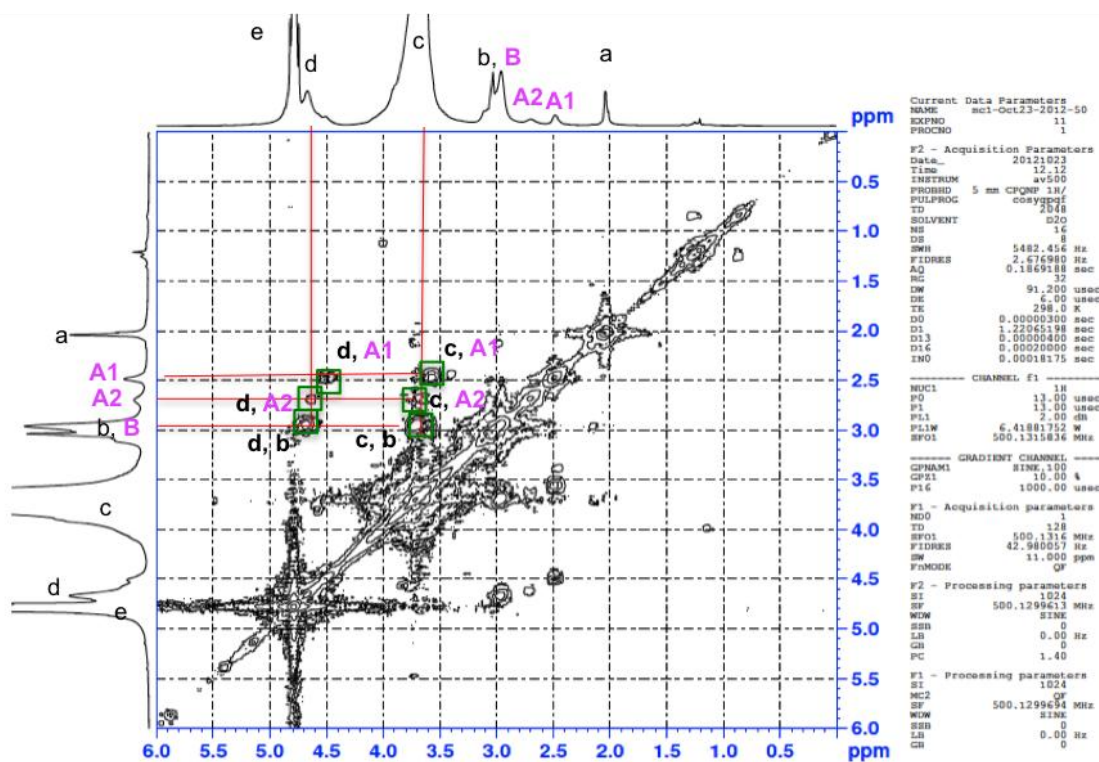 e
d
c
b, B
A2 A1
a
ppm
0.5
1.0
1.5
2.0
2.5
3.0
3.5
4.0
4.5
5.0
5.5
6.0
a
A1
A2
b, B
c
d
e
d, A1
c, A1
d, A2
c, A2
d, b
c, b
6.0 5.0 4.5 4.0 3.5 3.0 2.5 2.0 1.5 1.0 0.5
ppm
ppm
Current Data Parameters
NAME mc1-Oct23-2012-50
EXPNO 11
PROCNO 1
F2 - Acquisition Parameters
Date_ 20121023
Time 12.12
INSTRUM av500
PROBHD 5 mm CPQNP 1H/
PULPROG cosygpqf
TD 2048
SOLVENT D2O
NS 16
DS 8
SWH 5482.456 Hz
FIDRES 2.676980 Hz
AQ 0.1869188 sec
RG 32
DW 91.200 usec
DE 6.00 usec
TE 298.0 K
D0 0.00000300 sec
D1 1.22065198 sec
D13 0.00000400 sec
D16 0.00020000 sec
IN0 0.00018175 sec
======== CHANNEL f1 ========
NUC1 1H
P0 13.00 usec
P1 13.00 usec
PL1 2.00 dB
PL1W 6.41881752 W
SFO1 500.1315836 MHz
====== GRADIENT CHANNEL =====
GPNAM1 SINE.100
GPZ1 10.00 %
P16 1000.00 usec
F1 - Acquisition parameters
ND0 1
TD 128
SFO1 500.1316 MHz
FIDRES 42.980057 Hz
SW 11.000 ppm
FnMODE QF
F2 - Processing parameters
SI 1024
SF 500.1299613 MHz
WDW SINE
SSB 0
LB 0.00 Hz
GB 0
PC 1.40
F1 - Processing parameters
SI 1024
MC2 QF
SF 500.1299694 MHz
WDW SINE
SSB 0
LB 0.00 Hz
GB 0